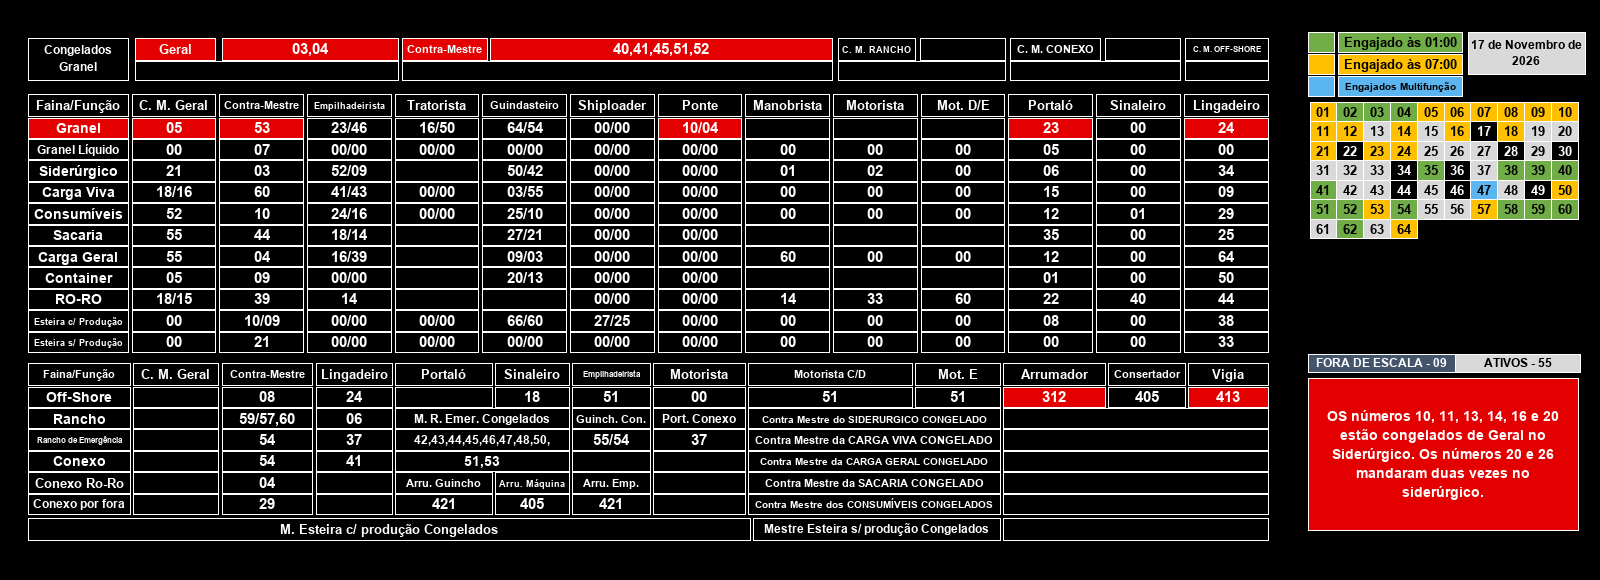 Congelados Granel | Geral | 03,04 | Contra-Mestre | 40,41,45,51,52 | C. M. RANCHO | C. M. CONEXO | C. M. OFF-SHORE
Faina/Função | C. M. Geral | Contra-Mestre | Empilhadeirista | Tratorista | Guindasteiro | Shiploader | Ponte | Manobrista | Motorista | Mot. D/E | Portaló | Sinaleiro | Lingadeiro
Granel | 05 | 53 | 23/46 | 16/50 | 64/54 | 00/00 | 10/04 | 23 | 00 | 24
Granel Líquido | 00 | 07 | 00/00 | 00/00 | 00/00 | 00/00 | 00/00 | 00 | 00 | 00 | 05 | 00 | 00
Siderúrgico | 21 | 03 | 52/09 | 50/42 | 00/00 | 00/00 | 01 | 02 | 00 | 06 | 00 | 34
Carga Viva | 18/16 | 60 | 41/43 | 00/00 | 03/55 | 00/00 | 00/00 | 00 | 00 | 00 | 15 | 00 | 09
Consumíveis | 52 | 10 | 24/16 | 00/00 | 25/10 | 00/00 | 00/00 | 00 | 00 | 00 | 12 | 01 | 29
Sacaria | 55 | 44 | 18/14 | 27/21 | 00/00 | 00/00 | 35 | 00 | 25
Carga Geral | 55 | 04 | 16/39 | 09/03 | 00/00 | 00/00 | 60 | 00 | 00 | 12 | 00 | 64
Container | 05 | 09 | 00/00 | 20/13 | 00/00 | 00/00 | 01 | 00 | 50
RO-RO | 18/15 | 39 | 14 | 00/00 | 00/00 | 14 | 33 | 60 | 22 | 40 | 44
Esteira c/ Produção | 00 | 10/09 | 00/00 | 00/00 | 66/60 | 27/25 | 00/00 | 00 | 00 | 00 | 08 | 00 | 38
Esteira s/ Produção | 00 | 21 | 00/00 | 00/00 | 00/00 | 00/00 | 00/00 | 00 | 00 | 00 | 00 | 00 | 33
Faina/Função | C. M. Geral | Contra-Mestre | Lingadeiro | Portaló | Sinaleiro | Empilhadeirista | Motorista | Motorista C/D | Mot. E | Arrumador | Consertador | Vigia
Off-Shore | 08 | 24 | 18 | 51 | 00 | 51 | 51 | 312 | 405 | 413
Rancho | 59/57,60 | 06 | M. R. Emer. Congelados | Guinch. Con. | Port. Conexo | Contra Mestre do SIDERURGICO CONGELADO
Rancho de Emergência | 54 | 37 | 42,43,44,45,46,47,48,50, | 55/54 | 37 | Contra Mestre da CARGA VIVA CONGELADO
Conexo | 54 | 41 | 51,53 | Contra Mestre da CARGA GERAL CONGELADO
Conexo Ro-Ro | 04 | Arru. Guincho | Arru. Máquina | Arru. Emp. | Contra Mestre da SACARIA CONGELADO
Conexo por fora | 29 | 421 | 405 | 421 | Contra Mestre dos CONSUMÍVEIS CONGELADOS
M. Esteira c/ produção Congelados | Mestre Esteira s/ produção Congelados
Engajado às 01:00
Engajado às 07:00
Engajados Multifunção
17 de Novembro de
2026
01 02 03 04 05 06 07 08 09 10
11 12 13 14 15 16 17 18 19 20
21 22 23 24 25 26 27 28 29 30
31 32 33 34 35 36 37 38 39 40
41 42 43 44 45 46 47 48 49 50
51 52 53 54 55 56 57 58 59 60
61 62 63 64
FORA DE ESCALA - 09 | ATIVOS - 55
OS números 10, 11, 13, 14, 16 e 20
estão congelados de Geral no
Siderúrgico. Os números 20 e 26
mandaram duas vezes no
siderúrgico.